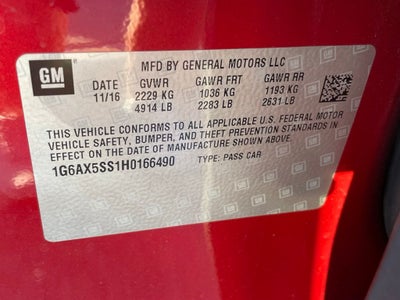 GM
MFD BY GENERAL MOTORS LLC
DATE GVWR GAWR FRT GAWR RR
11/16 2229 KG 1036 KG 1193 KG
4914 LB 2283 LB 2631 LB
THIS VEHICLE CONFORMS TO ALL APPLICABLE U.S. FEDERAL MOTOR
VEHICLE SAFETY, BUMPER, AND THEFT PREVENTION STANDARDS IN
EFFECT ON THE DATE OF MANUFACTURE SHOWN ABOVE.
1G6AX5SS1H0166490 TYPE: PASS CAR